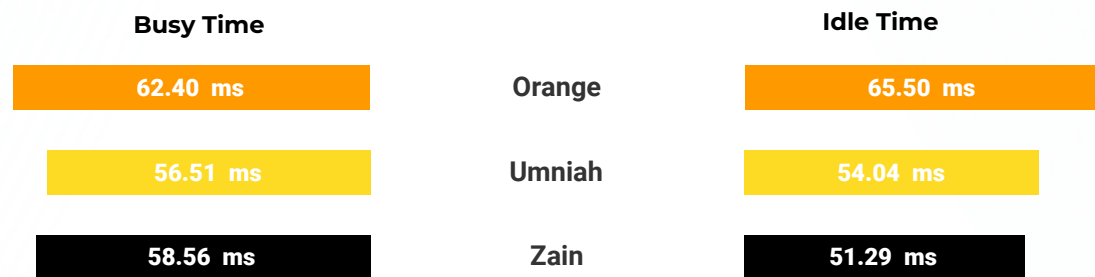 Busy Time
Idle Time
62.40 ms
Orange
65.50 ms
56.51 ms
Umniah
54.04 ms
58.56 ms
Zain
51.29 ms